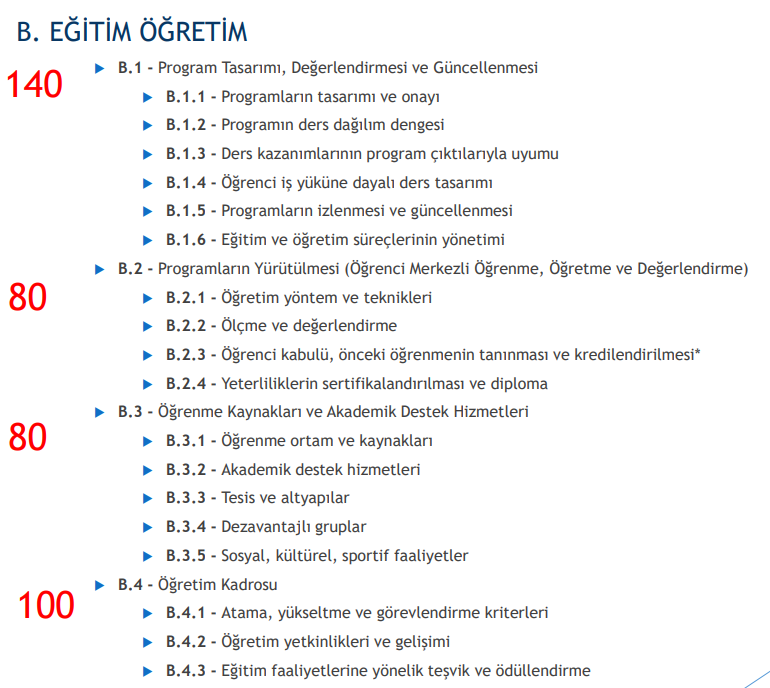 B. EĞİTİM ÖĞRETİM
B.1 - Program Tasarımı, Değerlendirmesi ve Güncellenmesi
140
B.1.1 - Programların tasarımı ve onayı
B.1.2 - Programın ders dağılım dengesi
B.1.3 - Ders kazanımlarının program çıktılarıyla uyumu
B.1.4 - Öğrenci iş yüküne dayalı ders tasarımı
B.1.5 - Programların izlenmesi ve güncellenmesi
B.1.6 - Eğitim ve öğretim süreçlerinin yönetimi
B.2 - Programların Yürütülmesi (Öğrenci Merkezli Öğrenme, Öğretme ve Değerlendirme)
80
B.2.1 - Öğretim yöntem ve teknikleri
B.2.2 - Ölçme ve değerlendirme
B.2.3 - Öğrenci kabulü, önceki öğrenmenin tanınması ve kredilendirilmesi*
B.2.4 - Yeterliliklerin sertifikalandırılması ve diploma
B.3 - Öğrenme Kaynakları ve Akademik Destek Hizmetleri
80
B.3.1 - Öğrenme ortam ve kaynakları
B.3.2 - Akademik destek hizmetleri
B.3.3 - Tesis ve altyapılar
B.3.4 - Dezavantajlı gruplar
B.3.5 - Sosyal, kültürel, sportif faaliyetler
B.4 - Öğretim Kadrosu
100
B.4.1 - Atama, yükseltme ve görevlendirme kriterleri
B.4.2 - Öğretim yetkinlikleri ve gelişimi
B.4.3 - Eğitim faaliyetlerine yönelik teşvik ve ödüllendirme